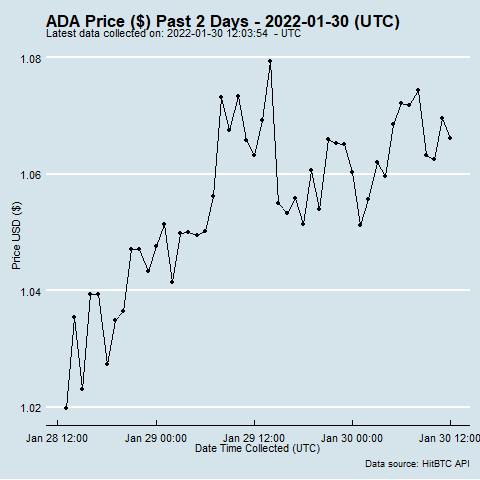 ADA Price ($) Past 2 Days - 2022-01-30 (UTC)
Latest data collected on: 2022-01-30 12:03:54  - UTC
1.08
1.06
1.04
1.02
Price USD ($)
Jan 28 12:00 Jan 29 00:00 Jan 29 12:00 Jan 30 00:00 Jan 30 12:00
Date Time Collected (UTC)
Data source: HitBTC API